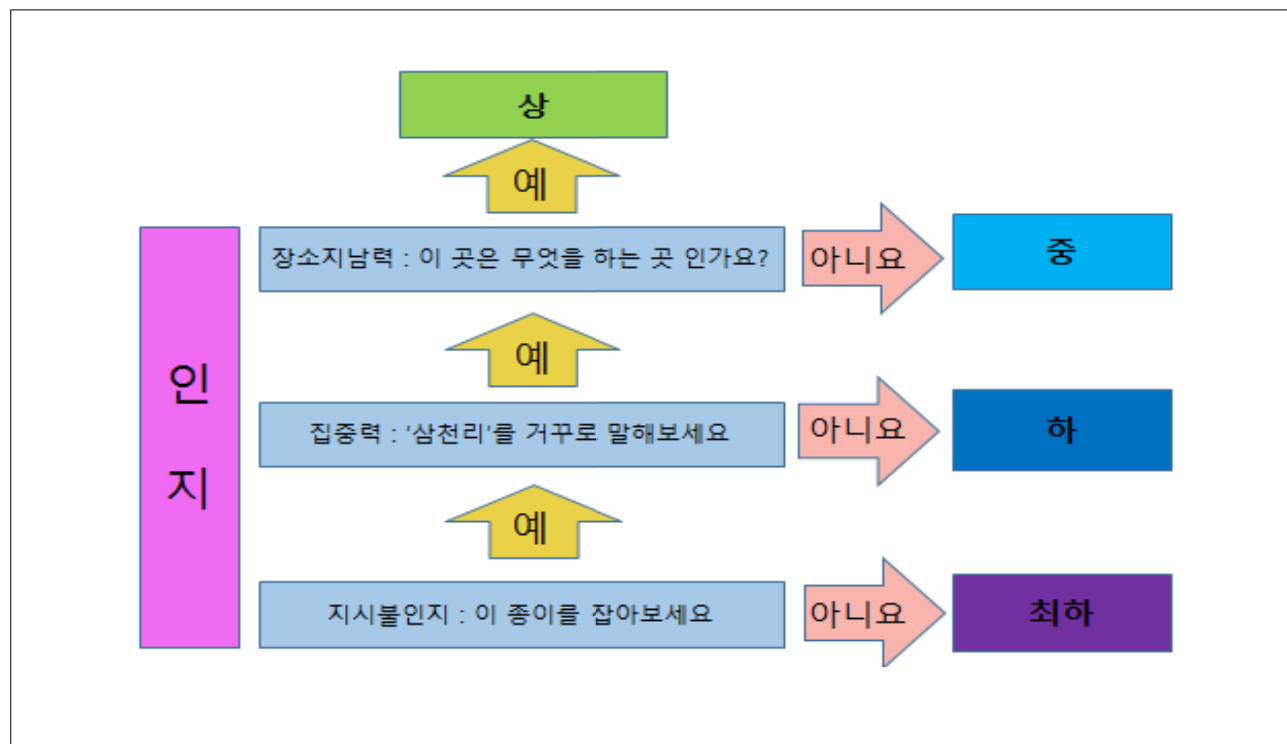 상
예
장소지남력 : 이 곳은 무엇을 하는 곳 인가요?
아니요
중
예
인
지
집중력 : '삼천리'를 거꾸로 말해보세요
아니요
하
예
지시불인지 : 이 종이를 잡아보세요
아니요
최하